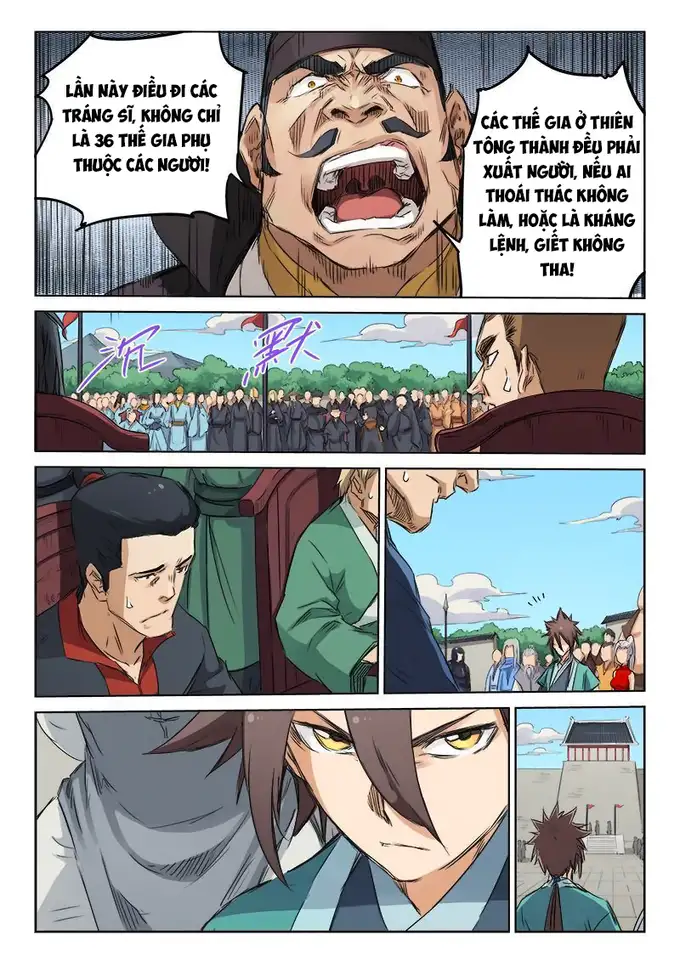 LẦN NÀY ĐIỀU ĐI CÁC
TRÁNG SĨ, KHÔNG CHỈ
LÀ 36 THẾ GIA PHỤ
THUỘC CÁC NGƯƠI!
CÁC THẾ GIA Ở THIÊN
TÔNG THÀNH ĐỀU PHẢI
XUẤT NGƯỜI, NẾU AI
THOÁI THÁC KHÔNG
LÀM, HOẶC LÀ KHÁNG
LỆNH, GIẾT KHÔNG
THA!
沉默